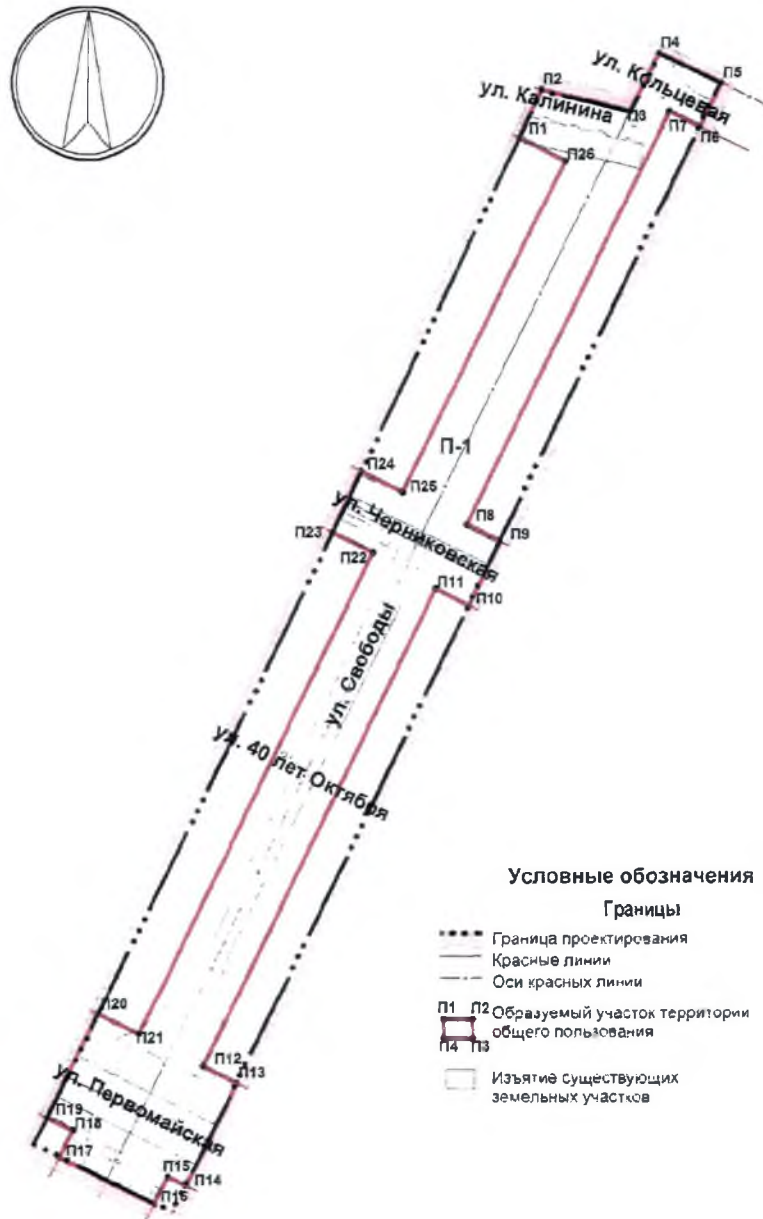 П4
П5
ул. Кольцевая
П2
ул. Калинина
П3
П7
П6
П1
П26
П-1
П24
П25
ул. Черниковская
П8
П9
П23
П22
П11
П10
ул. Свободы
ул. 40 лет Октября
П20
П21
П12
П13
ул. Первомайская
П19
П18
П17
П15
П14
П16
Условные обозначения
Границы
Граница проектирования
Красные линии
Оси красных линии
П1 П2
Образуемый участок территории
общего пользования
П4 П3
Изъятие существующих
земельных участков